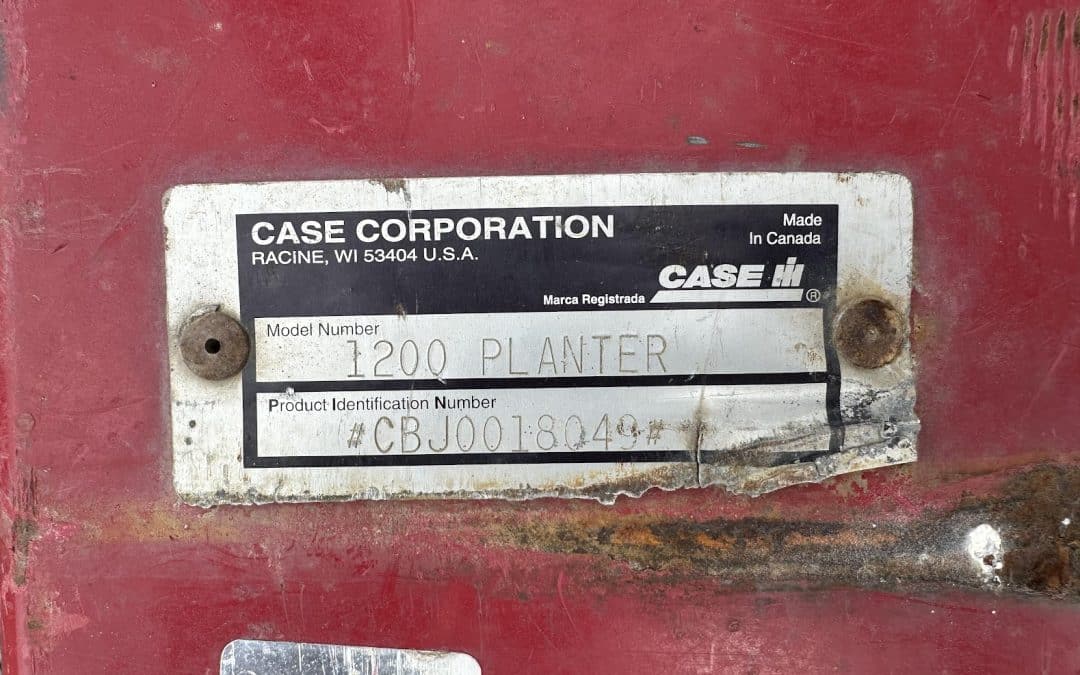 CASE CORPORATION
RACINE, WI 53404 U.S.A.
Made
In Canada
CASE IH
Marca Registrada ®
Model Number
1200 PLANTER
Product Identification Number
#CBJ0018049#